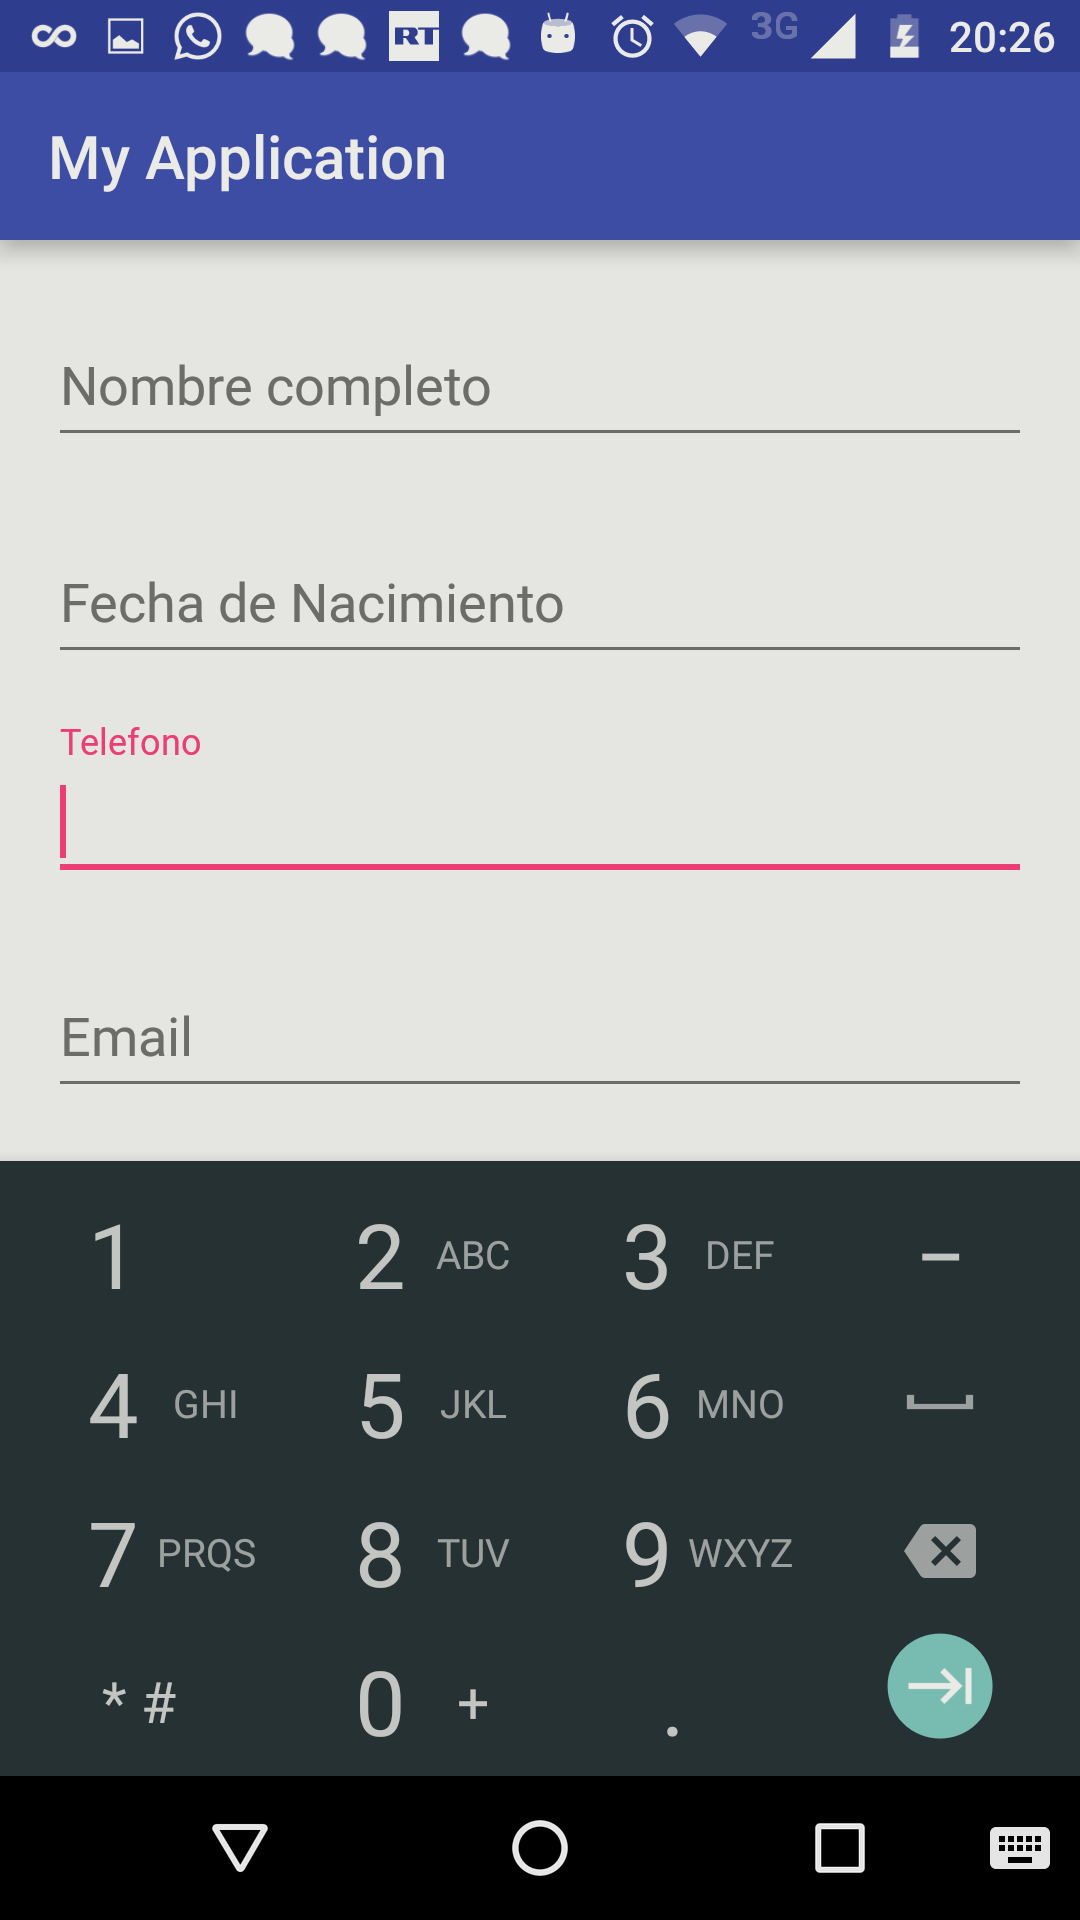 RT 3G 20:26
My Application
Nombre completo
Fecha de Nacimiento
Telefono
Email
1 2 ABC 3 DEF –
4 GHI 5 JKL 6 MNO
7 PRQS 8 TUV 9 WXYZ
* # 0 + .